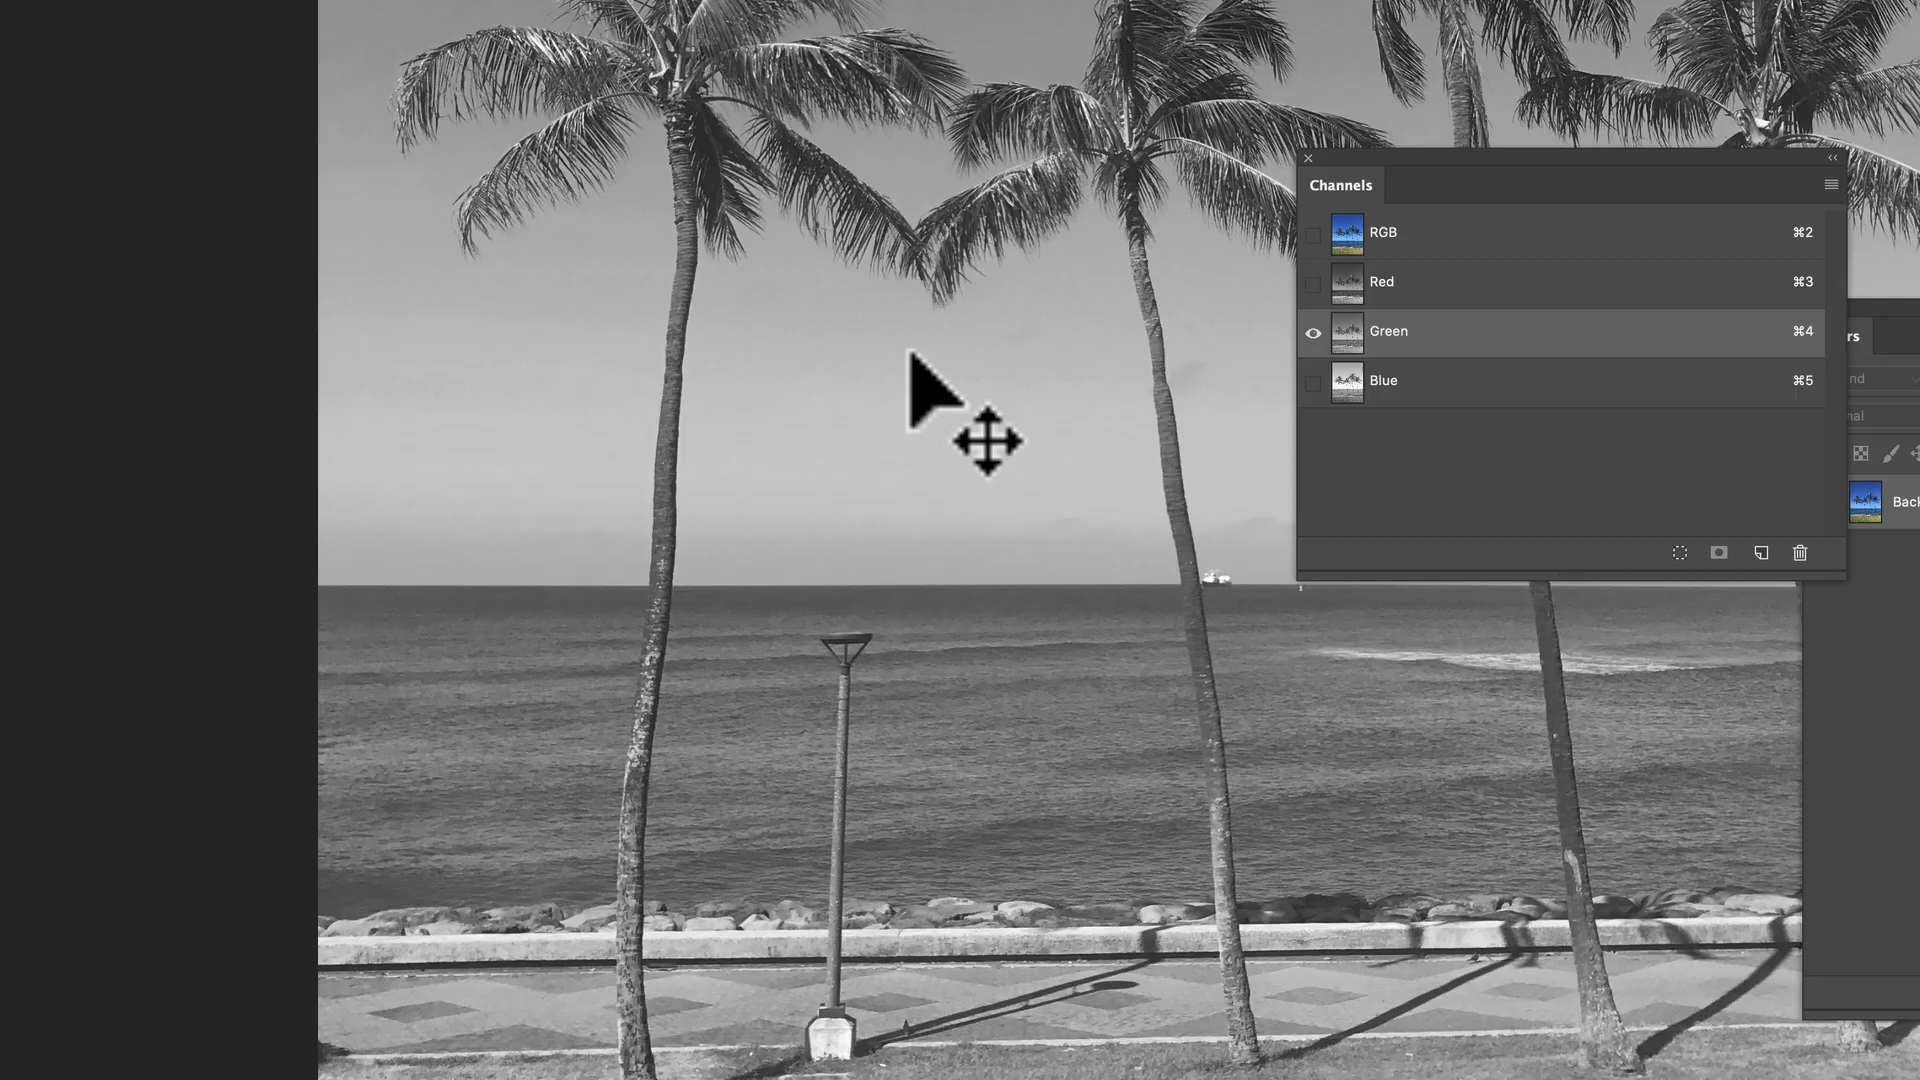 Channels
RGB ⌘2
Red ⌘3
Green ⌘4
Blue ⌘5